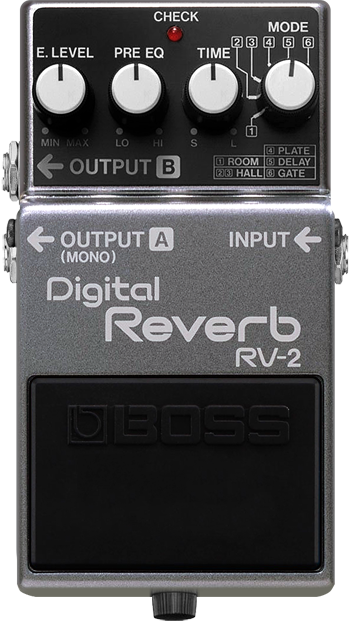 CHECK
MODE
E. LEVEL PRE EQ TIME 2 3 4 5 6
1
MIN MAX LO HI S L
4 PLATE
1 ROOM 5 DELAY
2 3 HALL 6 GATE
OUTPUT B
OUTPUT A INPUT
(MONO)
Digital
Reverb
RV-2
BOSS